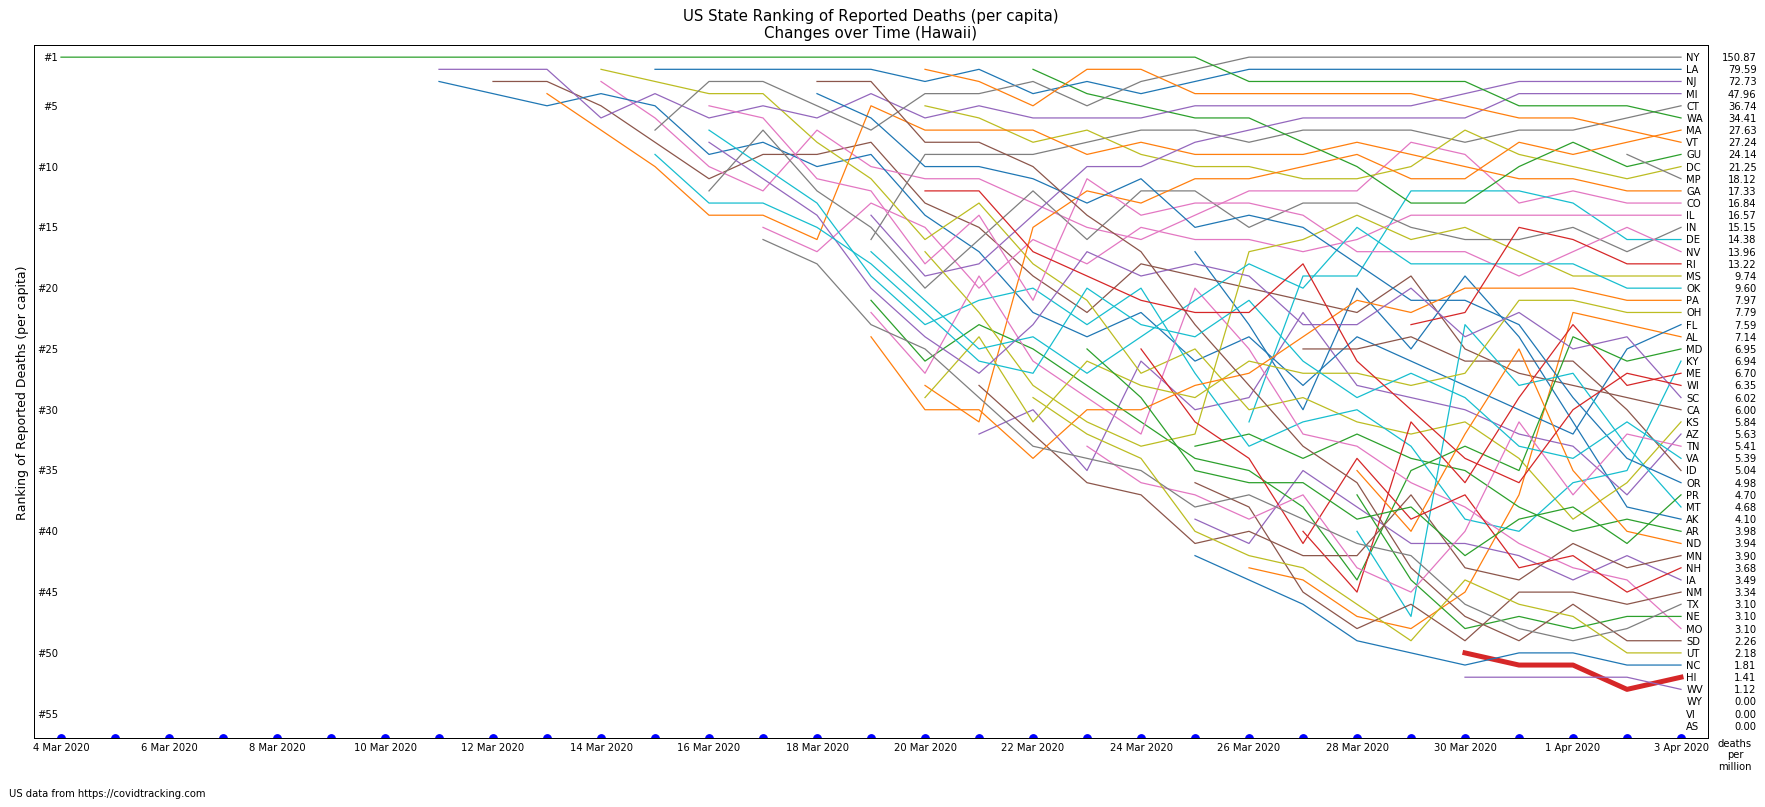 US State Ranking of Reported Deaths (per capita)
Changes over Time (Hawaii)
Ranking of Reported Deaths (per capita)
#1
#5
#10
#15
#20
#25
#30
#35
#40
#45
#50
#55
NY 150.87
LA 79.59
NJ 72.73
MI 47.96
CT 36.74
WA 34.41
MA 27.63
VT 27.24
GU 24.14
DC 21.25
MP 18.12
GA 17.33
CO 16.84
IL 16.57
IN 15.15
DE 14.38
NV 13.96
RI 13.22
MS 9.74
OK 9.60
PA 7.97
OH 7.79
FL 7.59
AL 7.14
MD 6.95
KY 6.94
ME 6.70
WI 6.35
SC 6.02
CA 6.00
KS 5.84
AZ 5.63
TN 5.41
VA 5.39
ID 5.04
OR 4.98
PR 4.70
MT 4.68
AK 4.10
AR 3.98
ND 3.94
MN 3.90
NH 3.68
IA 3.49
NM 3.34
TX 3.10
NE 3.10
MO 3.10
SD 2.26
UT 2.18
NC 1.81
HI 1.41
WV 1.12
WY 0.00
VI 0.00
AS 0.00
4 Mar 2020 6 Mar 2020 8 Mar 2020 10 Mar 2020 12 Mar 2020 14 Mar 2020 16 Mar 2020 18 Mar 2020 20 Mar 2020 22 Mar 2020 24 Mar 2020 26 Mar 2020 28 Mar 2020 30 Mar 2020 1 Apr 2020 3 Apr 2020
deaths
per
million
US data from https://covidtracking.com